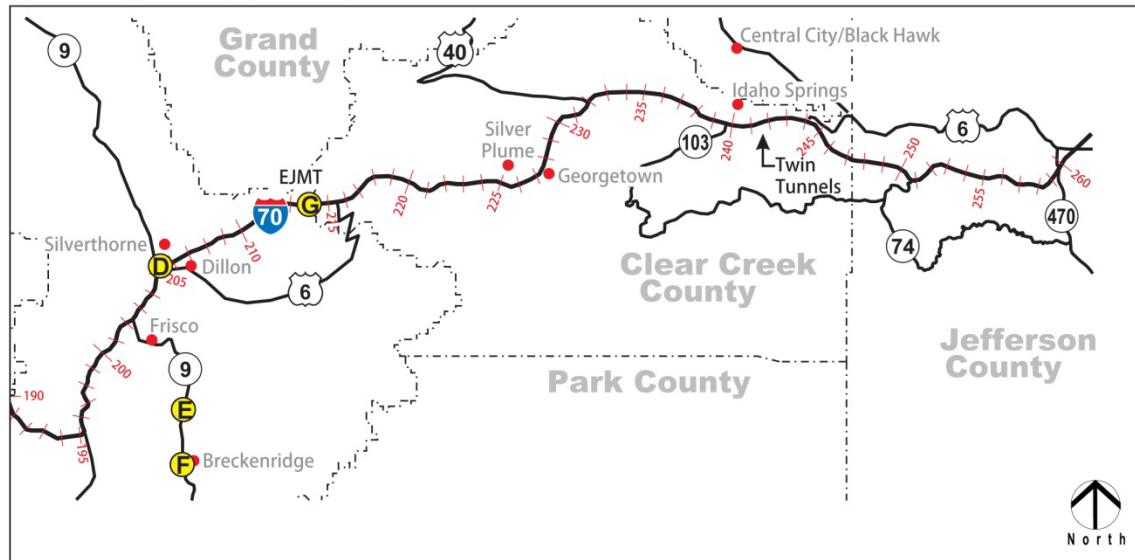 9
Grand
County
40
Central City/Black Hawk
Idaho Springs
235
230
103
240
245
6
250
Silver
Plume
Twin
Tunnels
260
EJMT
Georgetown
255
G
70
215
220
225
470
Silverthorne
210
74
D
Dillon
205
6
Clear Creek
County
Frisco
200
9
Jefferson
County
Park County
190
E
195
F
Breckenridge
North